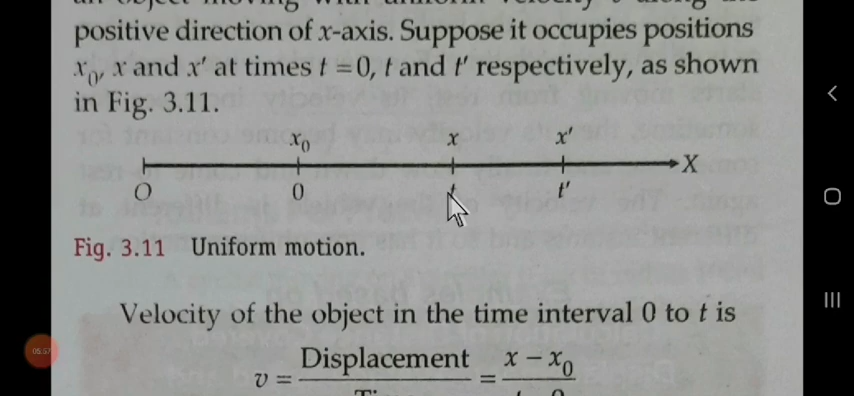 positive direction of x-axis. Suppose it occupies positions
x₀, x and x′ at times t = 0, t and t′ respectively, as shown
in Fig. 3.11.
x₀ x x′
X
O 0 t t′
Fig. 3.11 Uniform motion.
Velocity of the object in the time interval 0 to t is
v = Displacement = x − x₀
05:57